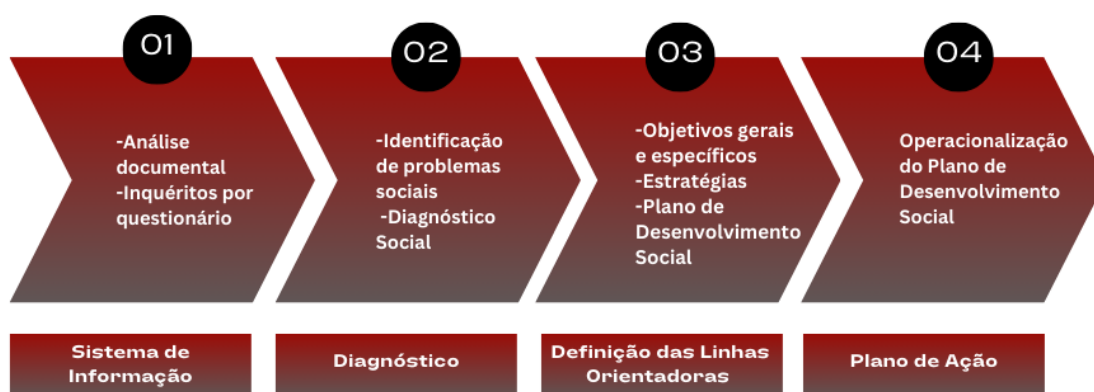 01
-Análise
documental
-Inquéritos por
questionário
Sistema de
Informação
02
-Identificação
de problemas
sociais
-Diagnóstico
Social
Diagnóstico
03
-Objetivos gerais
e específicos
-Estratégias
-Plano de
Desenvolvimento
Social
Definição das Linhas
Orientadoras
04
Operacionalização
do Plano de
Desenvolvimento
Social
Plano de Ação